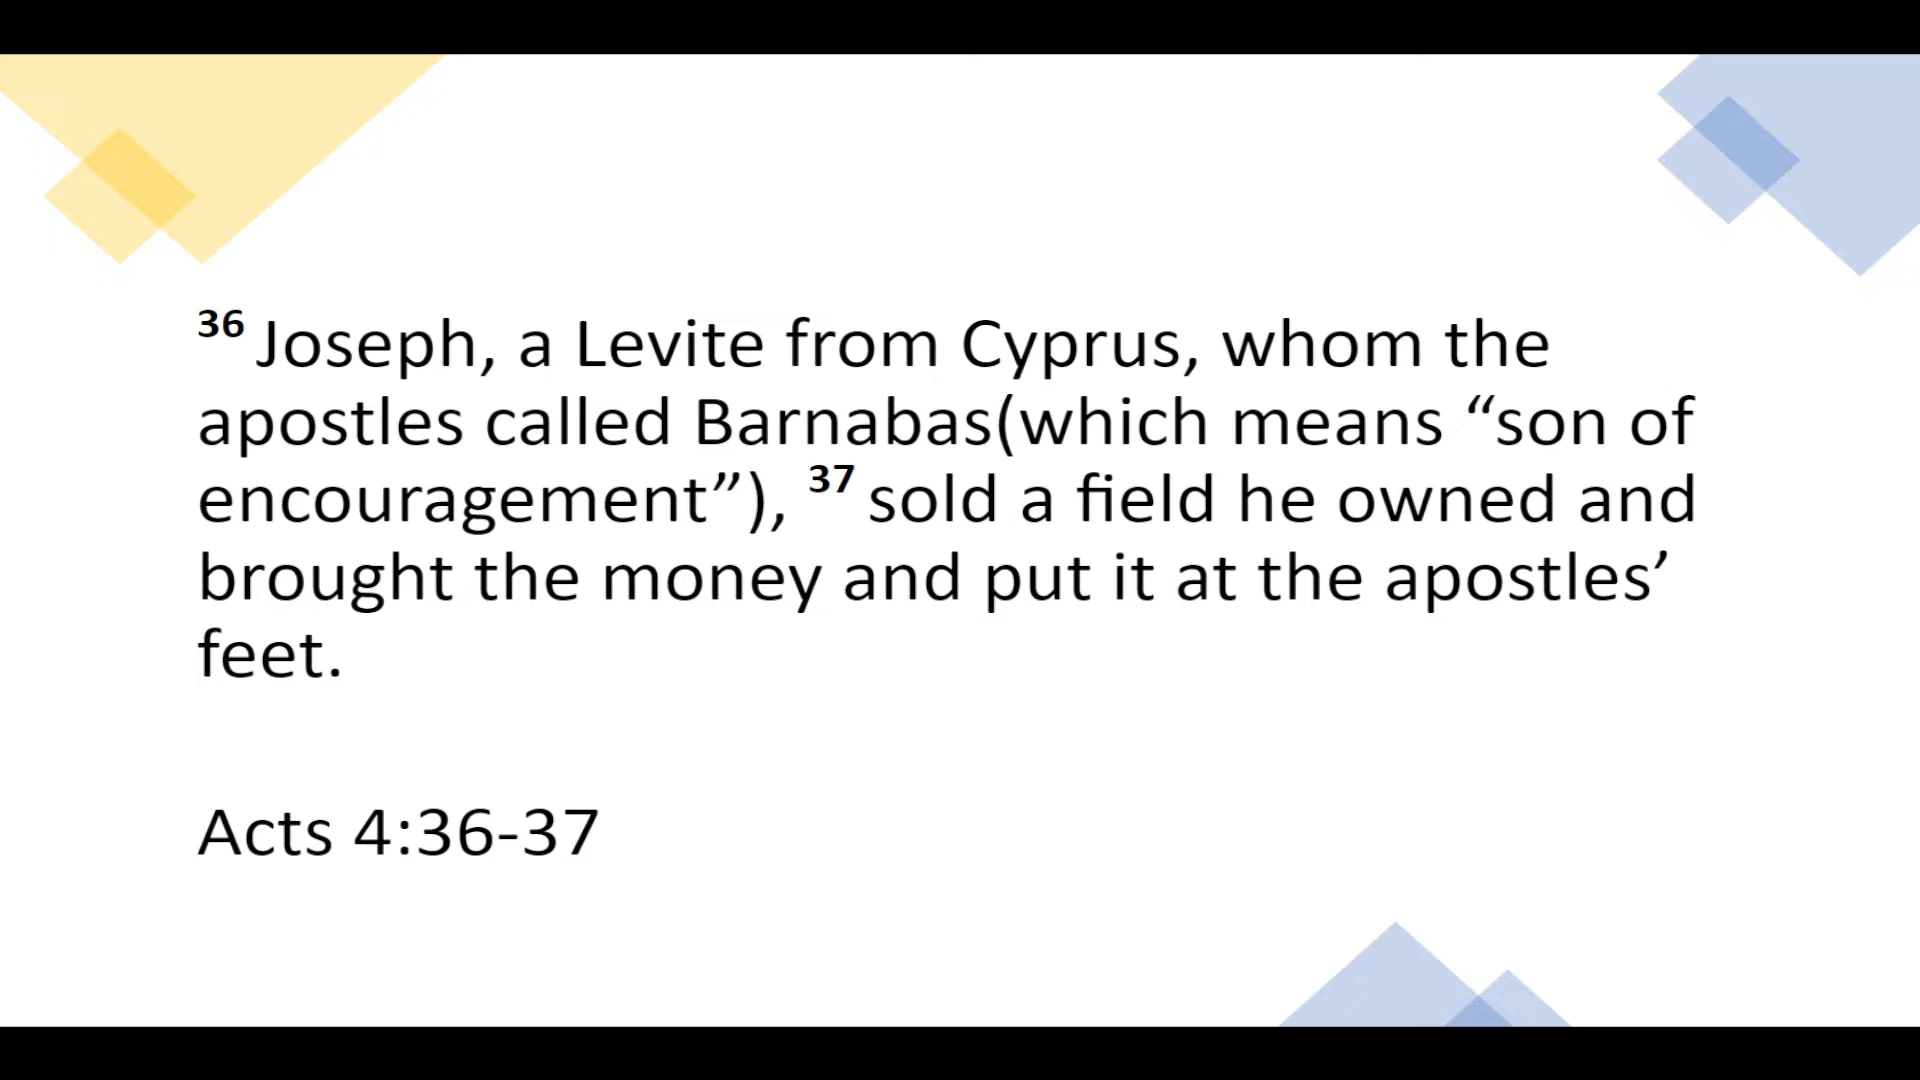 36 Joseph, a Levite from Cyprus, whom the
apostles called Barnabas(which means “son of
encouragement”), 37 sold a field he owned and
brought the money and put it at the apostles’
feet.
Acts 4:36-37